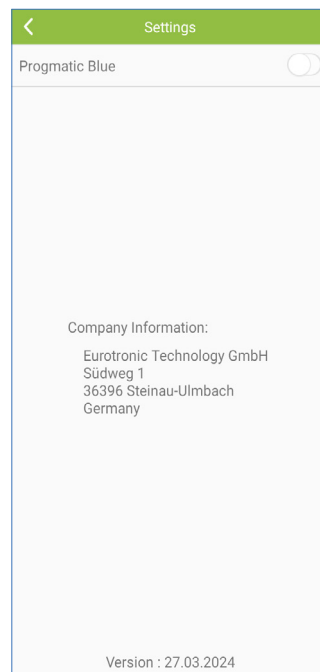 Settings
Progmatic Blue
Company Information:
Eurotronic Technology GmbH
Südweg 1
36396 Steinau-Ulmbach
Germany
Version : 27.03.2024